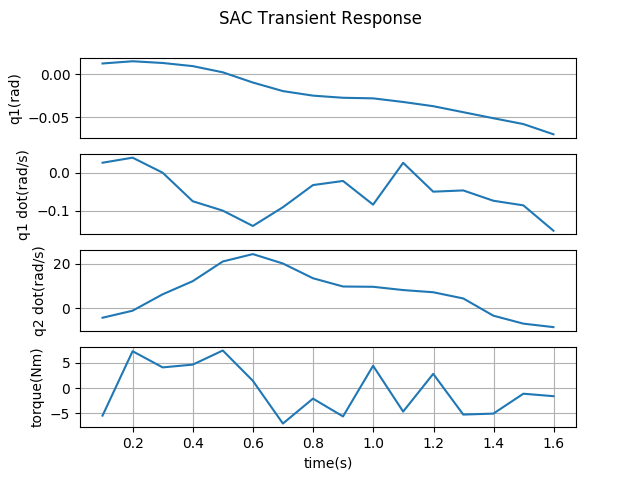 SAC Transient Response
q1(rad)
0.00
−0.05
q1 dot(rad/s)
0.0
−0.1
q2 dot(rad/s)
20
0
torque(Nm)
5
0
−5
0.2 0.4 0.6 0.8 1.0 1.2 1.4 1.6
time(s)